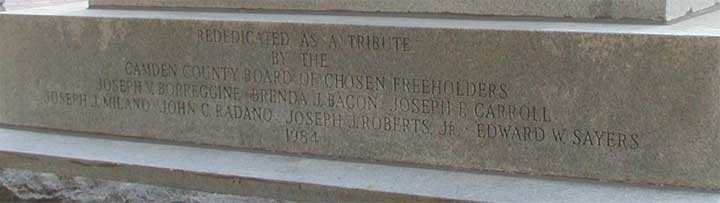 REDEDICATED AS A TRIBUTE
BY THE
CAMDEN COUNTY BOARD OF CHOSEN FREEHOLDERS
JOSEPH V. BORREGGINE · BRENDA J. BACON · JOSEPH F. CARROLL
JOSEPH J. MILANO · JOHN C. RADANO · JOSEPH J. ROBERTS, JR. · EDWARD W. SAYERS
1984